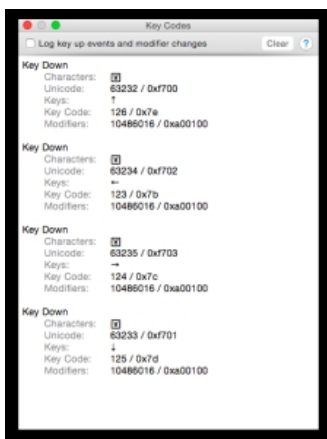 Key Codes
Log key up events and modifier changes
Clear
?
Key Down
Characters:
Unicode: 63232 / 0xf700
Keys: ↑
Key Code: 126 / 0x7e
Modifiers: 10486016 / 0xa00100
Key Down
Characters:
Unicode: 63234 / 0xf702
Keys: ←
Key Code: 123 / 0x7b
Modifiers: 10486016 / 0xa00100
Key Down
Characters:
Unicode: 63235 / 0xf703
Keys: →
Key Code: 124 / 0x7c
Modifiers: 10486016 / 0xa00100
Key Down
Characters:
Unicode: 63233 / 0xf701
Keys: ↓
Key Code: 125 / 0x7d
Modifiers: 10486016 / 0xa00100